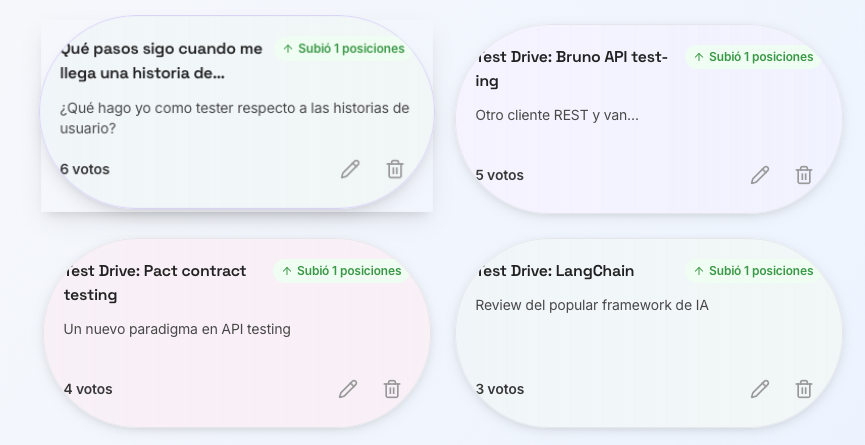 Qué pasos sigo cuando me
llega una historia de...
↑ Subió 1 posiciones
¿Qué hago yo como tester respecto a las historias de
usuario?
6 votos
Test Drive: Bruno API test-
ing
↑ Subió 1 posiciones
Otro cliente REST y van...
5 votos
Test Drive: Pact contract
testing
↑ Subió 1 posiciones
Un nuevo paradigma en API testing
4 votos
Test Drive: LangChain
↑ Subió 1 posiciones
Review del popular framework de IA
3 votos